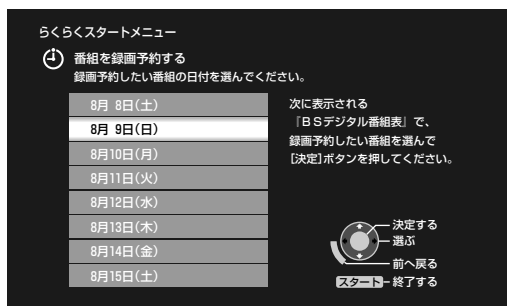 らくらくスタートメニュー
番組を録画予約する
録画予約したい番組の日付を選んでください。
8月 8日(土)
8月 9日(日)
8月10日(月)
8月11日(火)
8月12日(水)
8月13日(木)
8月14日(金)
8月15日(土)
次に表示される
『BSデジタル番組表』で、
録画予約したい番組を選んで
[決定]ボタンを押してください。
決定する
選ぶ
前へ戻る
スタート 終了する